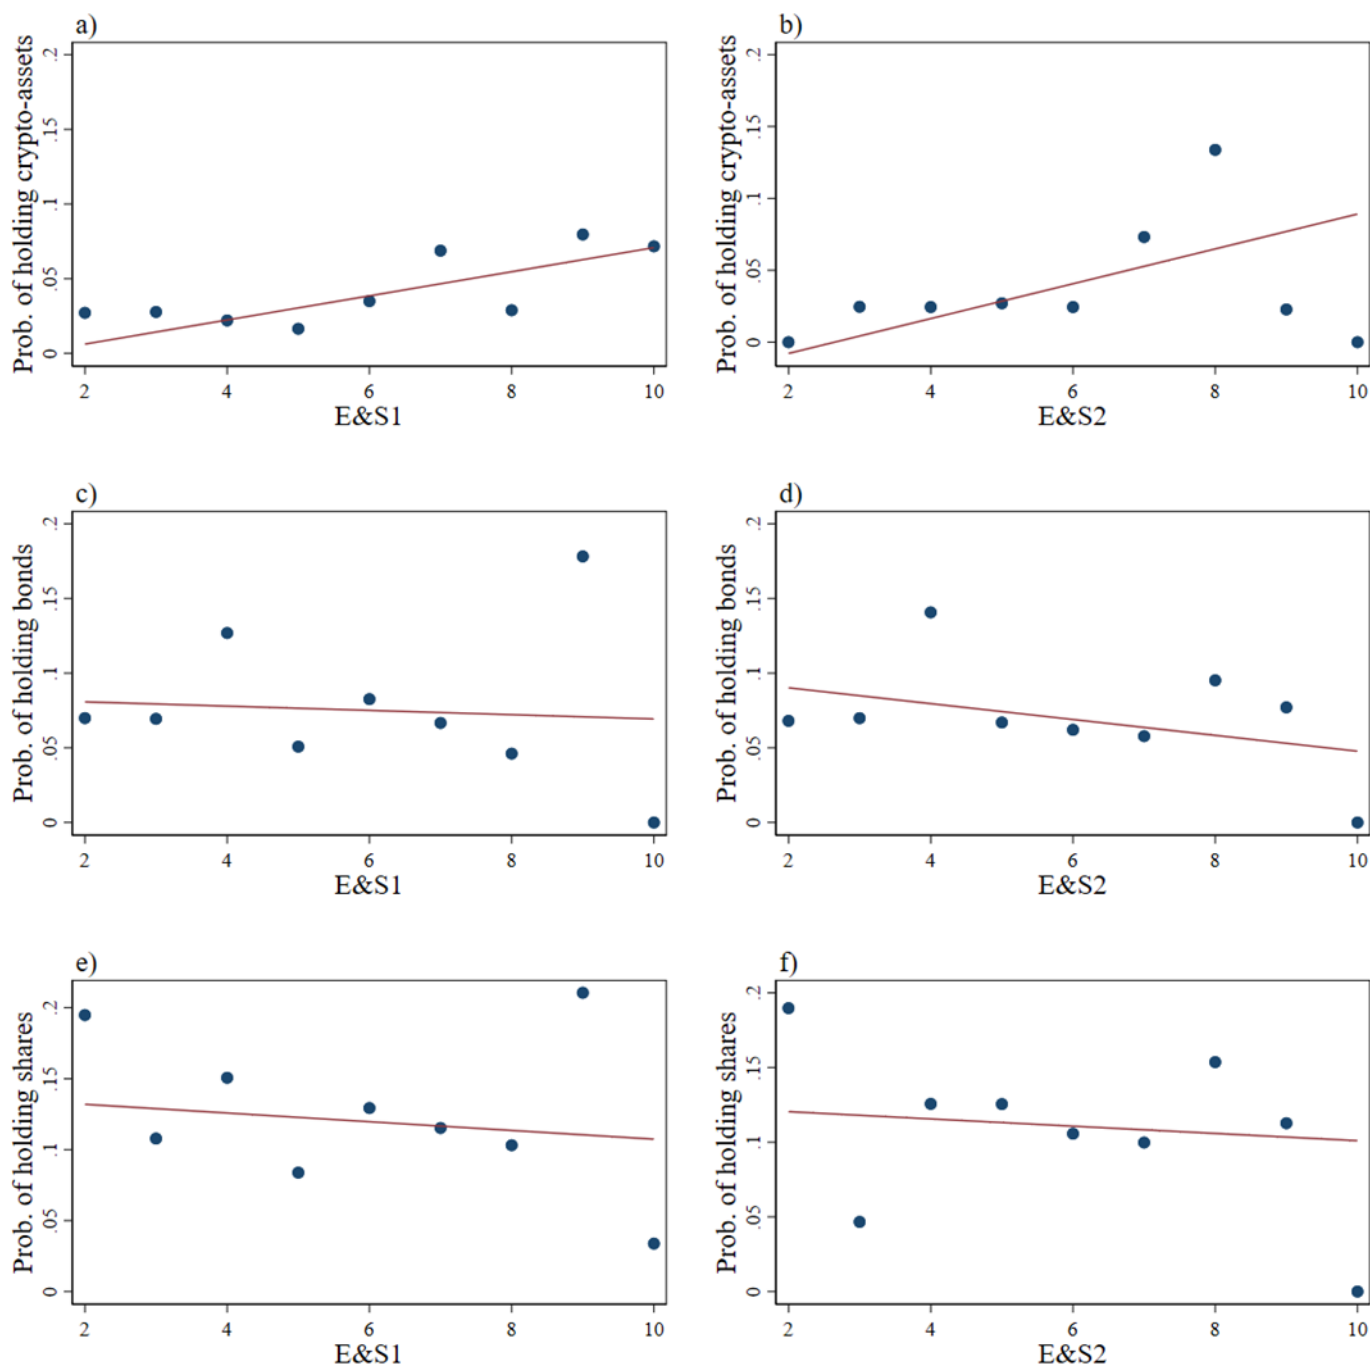 a)
Prob. of holding crypto-assets
.2
.15
.1
.05
0
2 4 6 8 10
E&S1
b)
Prob. of holding crypto-assets
.2
.15
.1
.05
0
2 4 6 8 10
E&S2
c)
Prob. of holding bonds
.2
.15
.1
.05
0
2 4 6 8 10
E&S1
d)
Prob. of holding bonds
.2
.15
.1
.05
0
2 4 6 8 10
E&S2
e)
Prob. of holding shares
.2
.15
.1
.05
0
2 4 6 8 10
E&S1
f)
Prob. of holding shares
.2
.15
.1
.05
0
2 4 6 8 10
E&S2